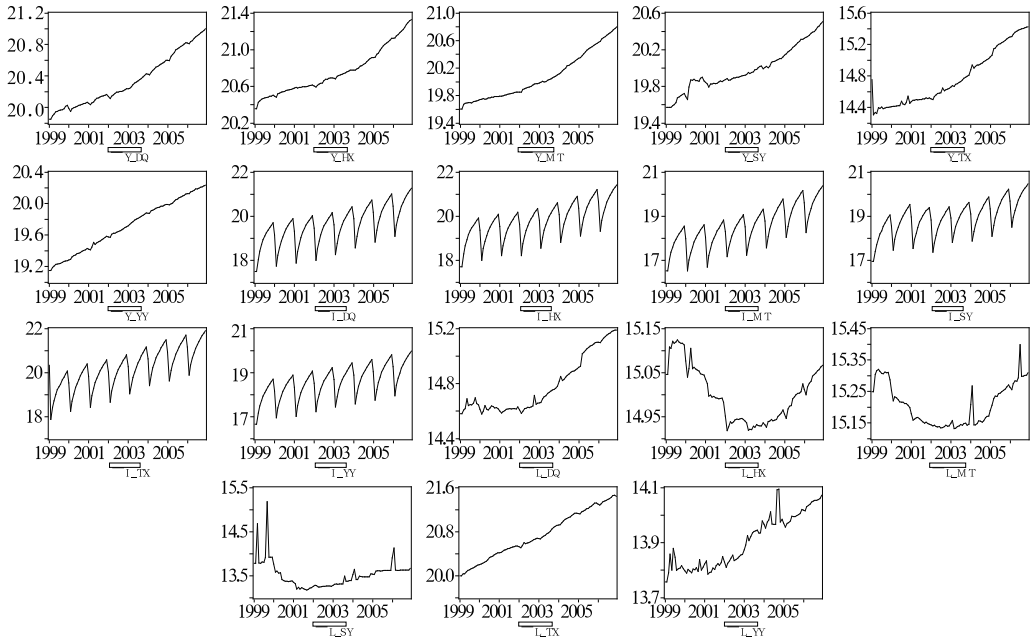 21.2
20.8
20.4
20.0
1999 2001 2003 2005
Y_DQ
21.4
21.0
20.6
20.2
1999 2001 2003 2005
Y_HX
21.0
20.6
20.2
19.8
19.4
1999 2001 2003 2005
Y_MT
20.6
20.2
19.8
19.4
1999 2001 2003 2005
Y_SY
15.6
15.2
14.8
14.4
1999 2001 2003 2005
Y_TX
20.4
20.0
19.6
19.2
1999 2001 2003 2005
Y_YY
22
20
18
1999 2001 2003 2005
I_DQ
22
20
18
1999 2001 2003 2005
I_HX
21
19
17
1999 2001 2003 2005
I_MT
21
19
17
1999 2001 2003 2005
I_SY
22
20
18
1999 2001 2003 2005
I_TX
21
19
17
1999 2001 2003 2005
I_YY
15.2
14.8
14.4
1999 2001 2003 2005
L_DQ
15.15
15.05
14.95
1999 2001 2003 2005
L_HX
15.45
15.35
15.25
15.15
1999 2001 2003 2005
L_MT
15.5
14.5
13.5
1999 2001 2003 2005
L_SY
21.6
20.8
20.0
1999 2001 2003 2005
L_TX
14.1
13.9
13.7
1999 2001 2003 2005
L_YY